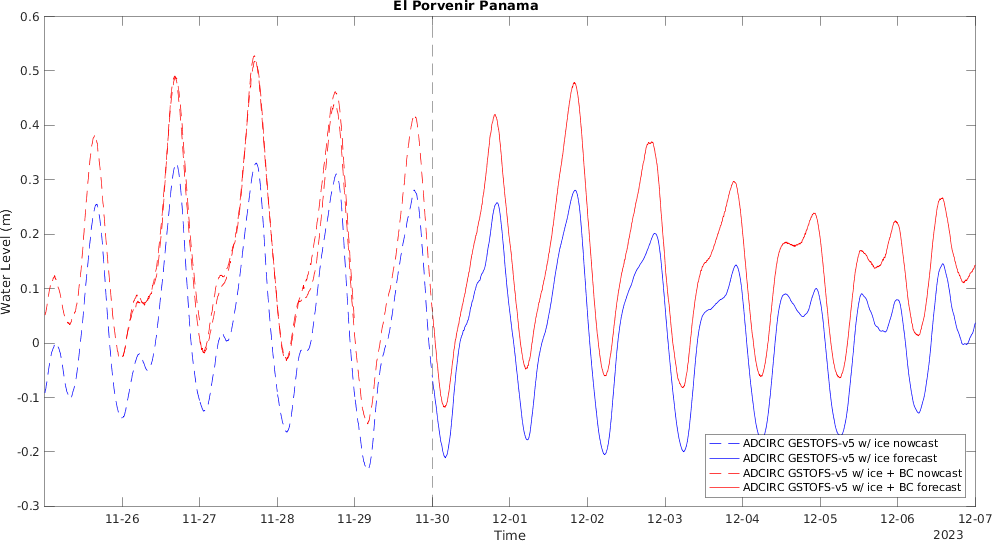 El Porvenir Panama
Water Level (m)
0.6
0.5
0.4
0.3
0.2
0.1
0
-0.1
-0.2
-0.3
ADCIRC GESTOFS-v5 w/ ice nowcast
ADCIRC GESTOFS-v5 w/ ice forecast
ADCIRC GSTOFS-v5 w/ ice + BC nowcast
ADCIRC GSTOFS-v5 w/ ice + BC forecast
11-26 11-27 11-28 11-29 11-30 12-01 12-02 12-03 12-04 12-05 12-06 12-07
Time
2023